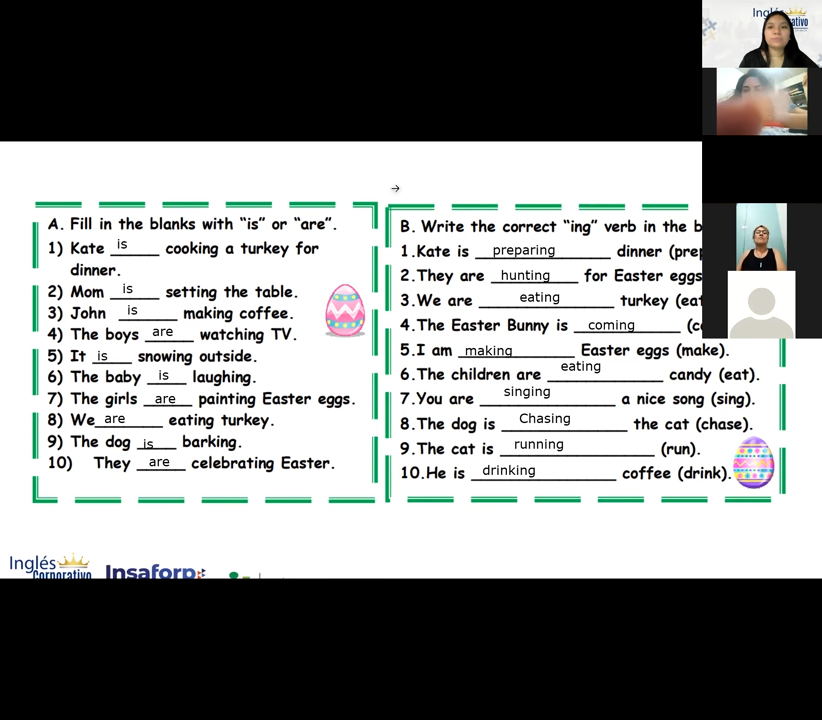 Inglés
A. Fill in the blanks with “is” or “are”.
1) Kate is cooking a turkey for
dinner.
2) Mom is setting the table.
3) John is making coffee.
4) The boys are watching TV.
5) It is snowing outside.
6) The baby is laughing.
7) The girls are painting Easter eggs.
8) We are eating turkey.
9) The dog is barking.
10) They are celebrating Easter.
B. Write the correct “ing” verb in the b
1.Kate is preparing dinner (prep
2.They are hunting for Easter eggs
3.We are eating turkey (eat
4.The Easter Bunny is coming (c
5.I am making Easter eggs (make).
6.The children are eating candy (eat).
7.You are singing a nice song (sing).
8.The dog is Chasing the cat (chase).
9.The cat is running (run).
10.He is drinking coffee (drink).
Inglés
Corporativo
Insaforp